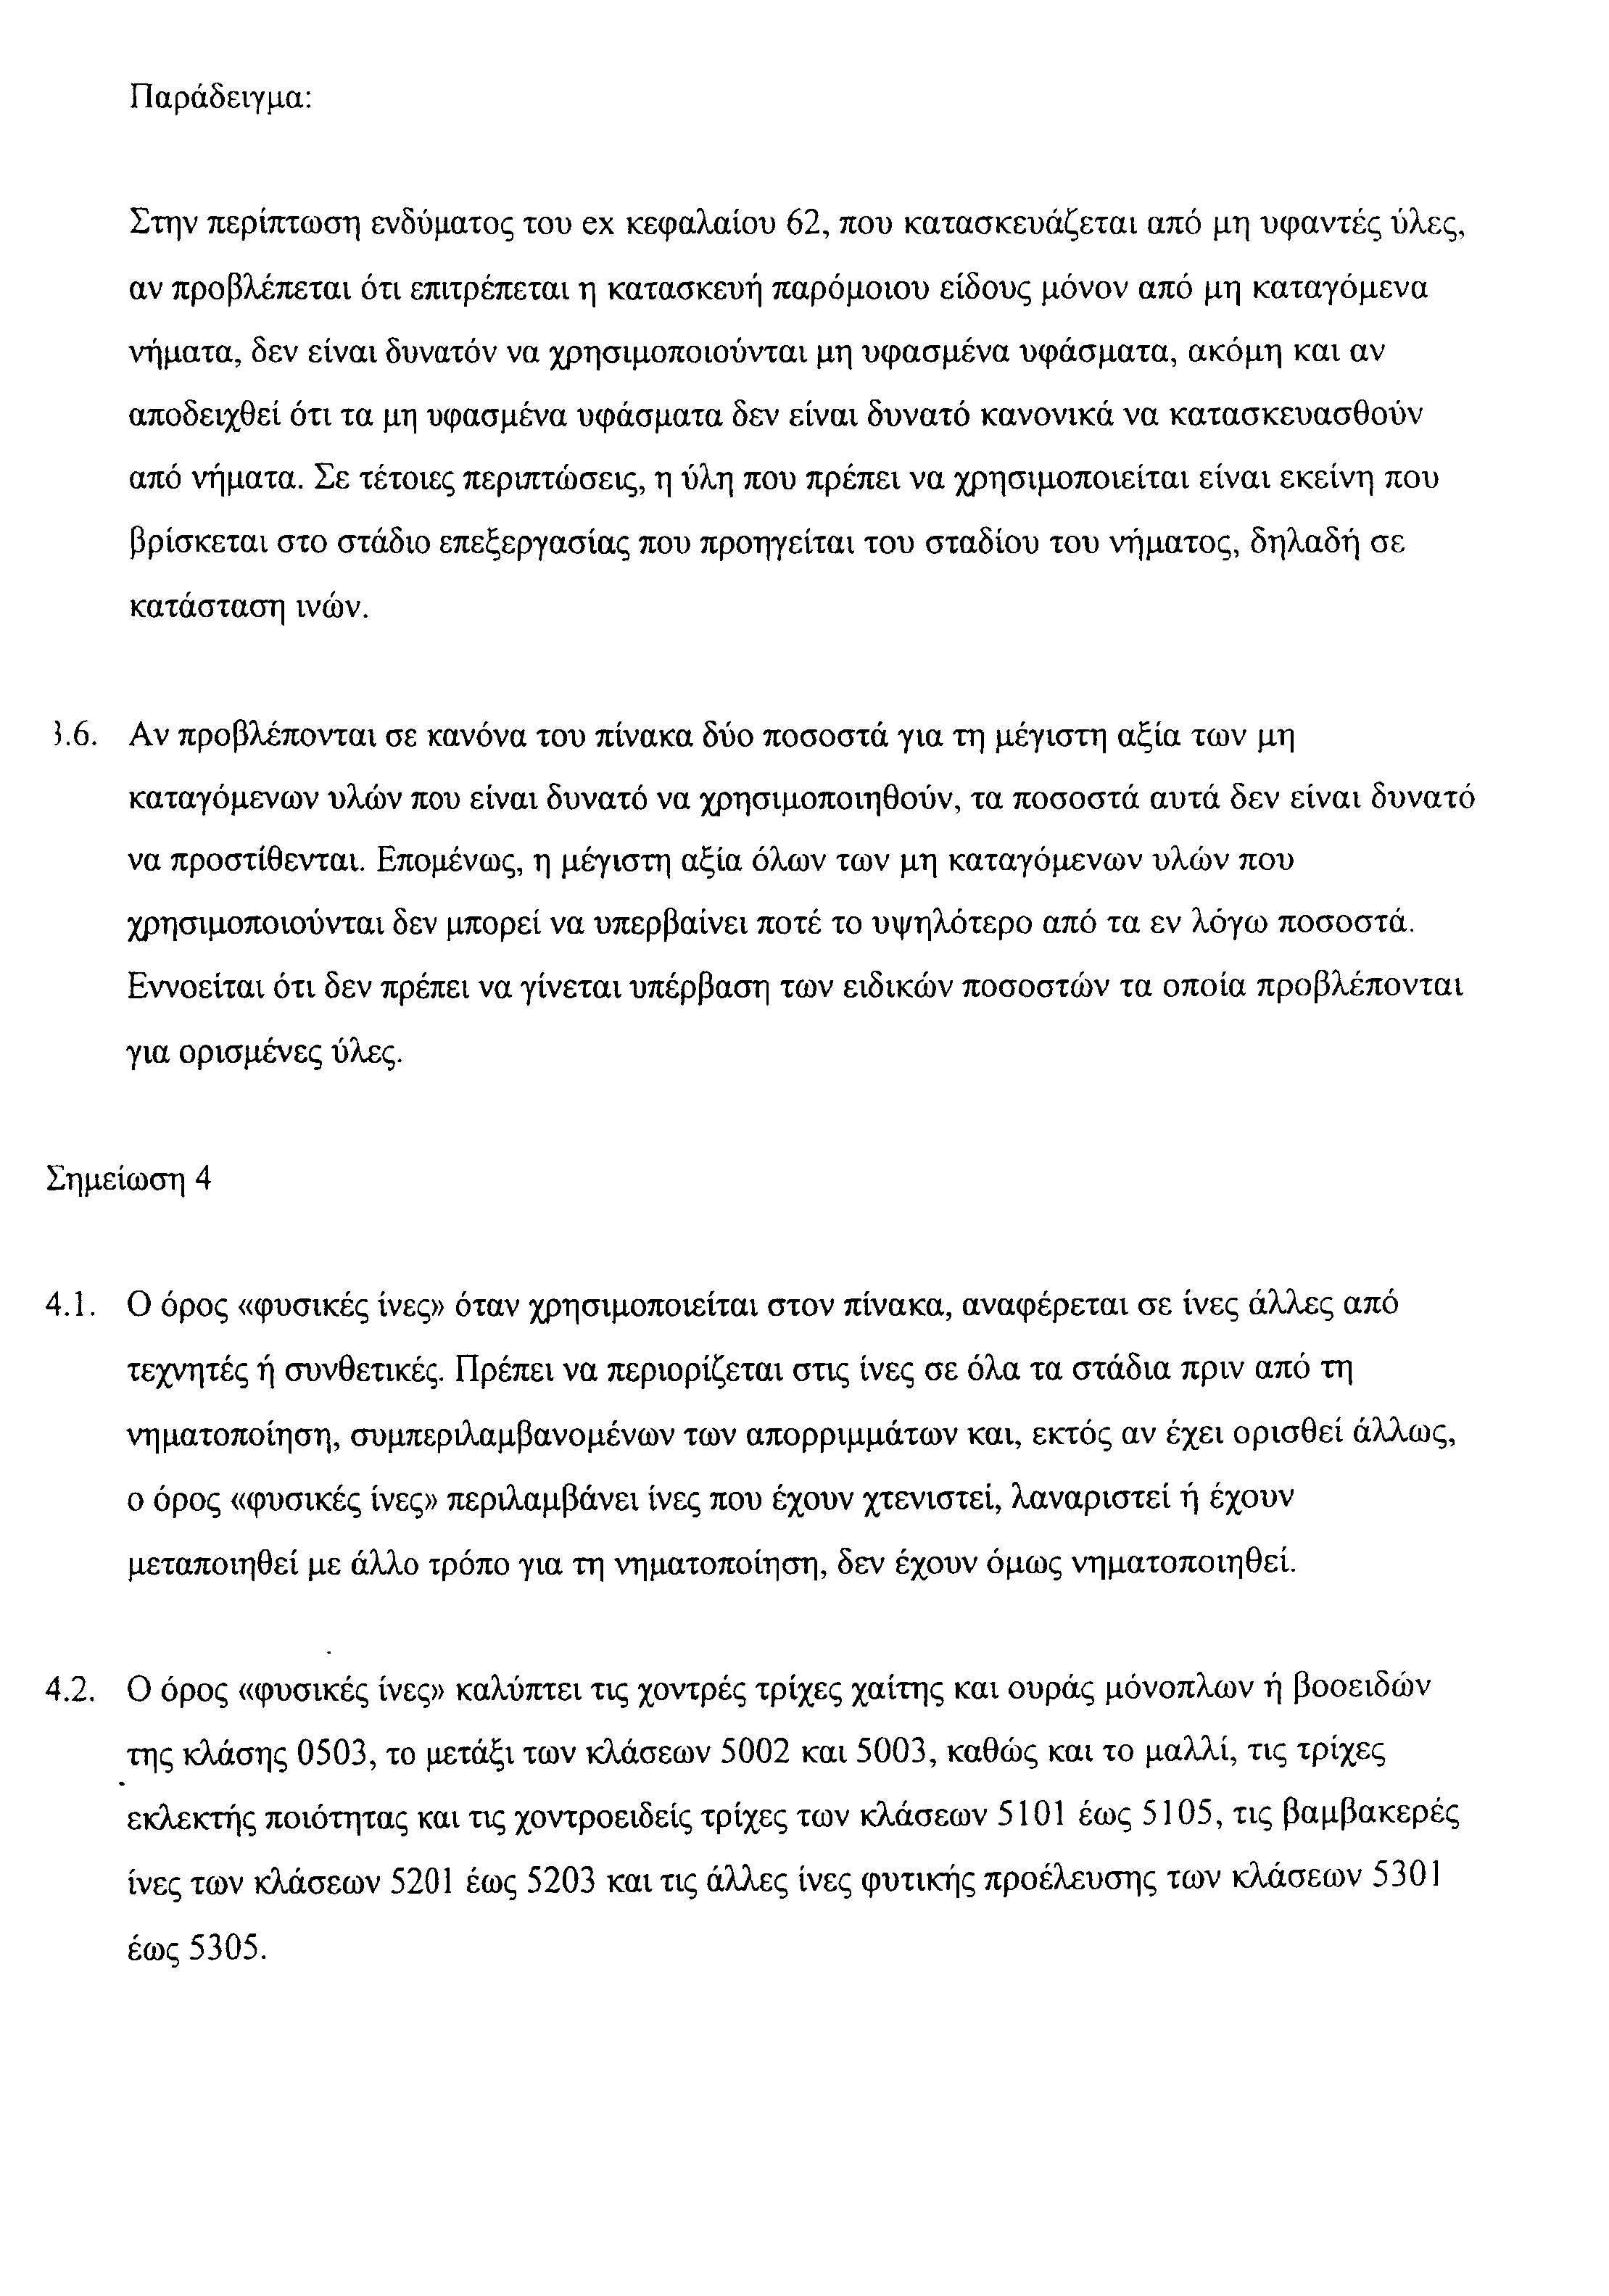 Παράδειγμα:
Στην περίπτωση ενδύματος του ex κεφαλαίου 62, που κατασκευάζεται από μη υφαντές ύλες,
αν προβλέπεται ότι επιτρέπεται η κατασκευή παρόμοιου είδους μόνον από μη καταγόμενα
νήματα, δεν είναι δυνατόν να χρησιμοποιούνται μη υφασμένα υφάσματα, ακόμη και αν
αποδειχθεί ότι τα μη υφασμένα υφάσματα δεν είναι δυνατό κανονικά να κατασκευασθούν
από νήματα. Σε τέτοιες περιπτώσεις, η ύλη που πρέπει να χρησιμοποιείται είναι εκείνη που
βρίσκεται στο στάδιο επεξεργασίας που προηγείται του σταδίου του νήματος, δηλαδή σε
κατάσταση ινών.
3.6. Αν προβλέπονται σε κανόνα του πίνακα δύο ποσοστά για τη μέγιστη αξία των μη
καταγόμενων υλών που είναι δυνατό να χρησιμοποιηθούν, τα ποσοστά αυτά δεν είναι δυνατό
να προστίθενται. Επομένως, η μέγιστη αξία όλων των μη καταγόμενων υλών που
χρησιμοποιούνται δεν μπορεί να υπερβαίνει ποτέ το υψηλότερο από τα εν λόγω ποσοστά.
Εννοείται ότι δεν πρέπει να γίνεται υπέρβαση των ειδικών ποσοστών τα οποία προβλέπονται
για ορισμένες ύλες.
Σημείωση 4
4.1. Ο όρος «φυσικές ίνες» όταν χρησιμοποιείται στον πίνακα, αναφέρεται σε ίνες άλλες από
τεχνητές ή συνθετικές. Πρέπει να περιορίζεται στις ίνες σε όλα τα στάδια πριν από τη
νηματοποίηση, συμπεριλαμβανομένων των απορριμμάτων και, εκτός αν έχει ορισθεί άλλως,
ο όρος «φυσικές ίνες» περιλαμβάνει ίνες που έχουν χτενιστεί, λαναριστεί ή έχουν
μεταποιηθεί με άλλο τρόπο για τη νηματοποίηση, δεν έχουν όμως νηματοποιηθεί.
4.2. Ο όρος «φυσικές ίνες» καλύπτει τις χοντρές τρίχες χαίτης και ουράς μόνοπλων ή βοοειδών
της κλάσης 0503, το μετάξι των κλάσεων 5002 και 5003, καθώς και το μαλλί, τις τρίχες
εκλεκτής ποιότητας και τις χοντροειδείς τρίχες των κλάσεων 5101 έως 5105, τις βαμβακερές
ίνες των κλάσεων 5201 έως 5203 και τις άλλες ίνες φυτικής προέλευσης των κλάσεων 5301
έως 5305.